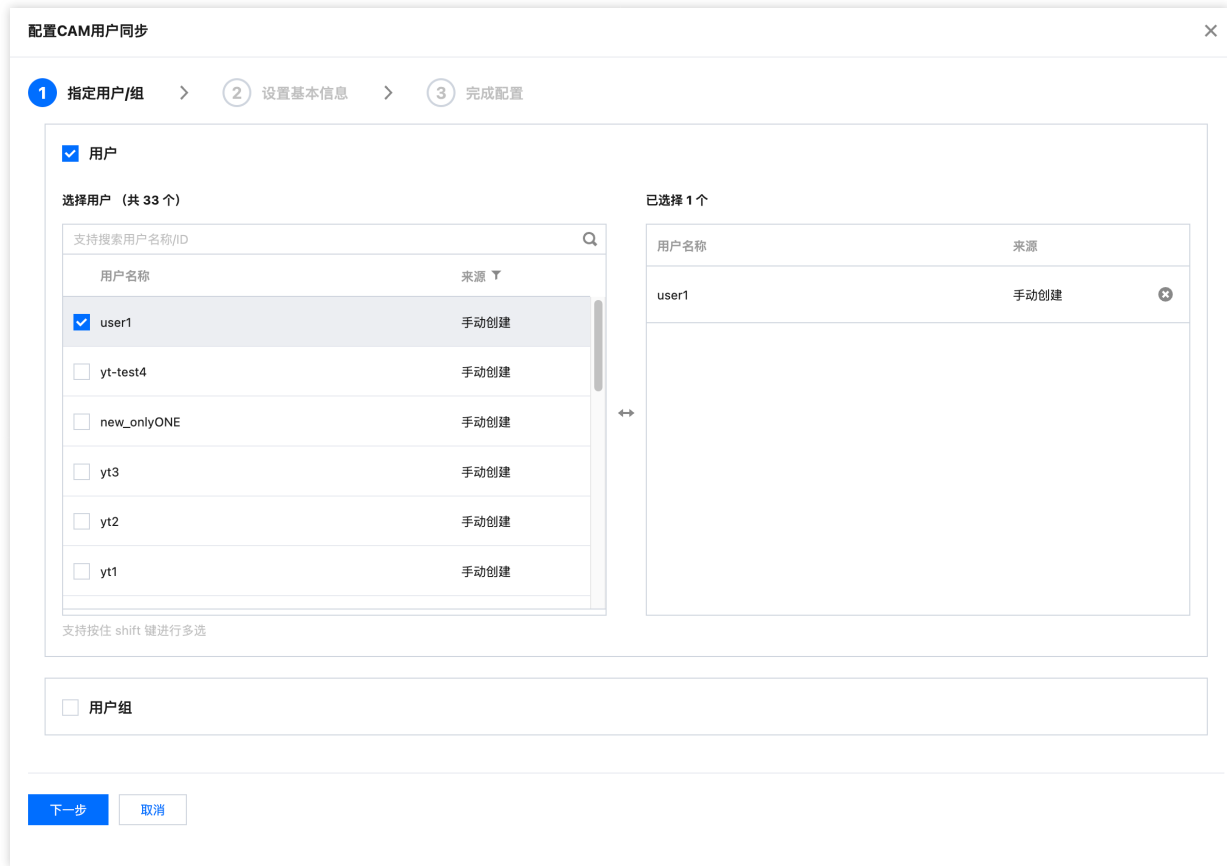 配置CAM用户同步
1 指定用户/组 2 设置基本信息 3 完成配置
用户
选择用户 （共 33 个）
支持搜索用户名称/ID
用户名称 来源
user1 手动创建
yt-test4 手动创建
new_onlyONE 手动创建
yt3 手动创建
yt2 手动创建
yt1 手动创建
支持按住 shift 键进行多选
已选择 1 个
用户名称 来源
user1 手动创建
用户组
下一步 取消